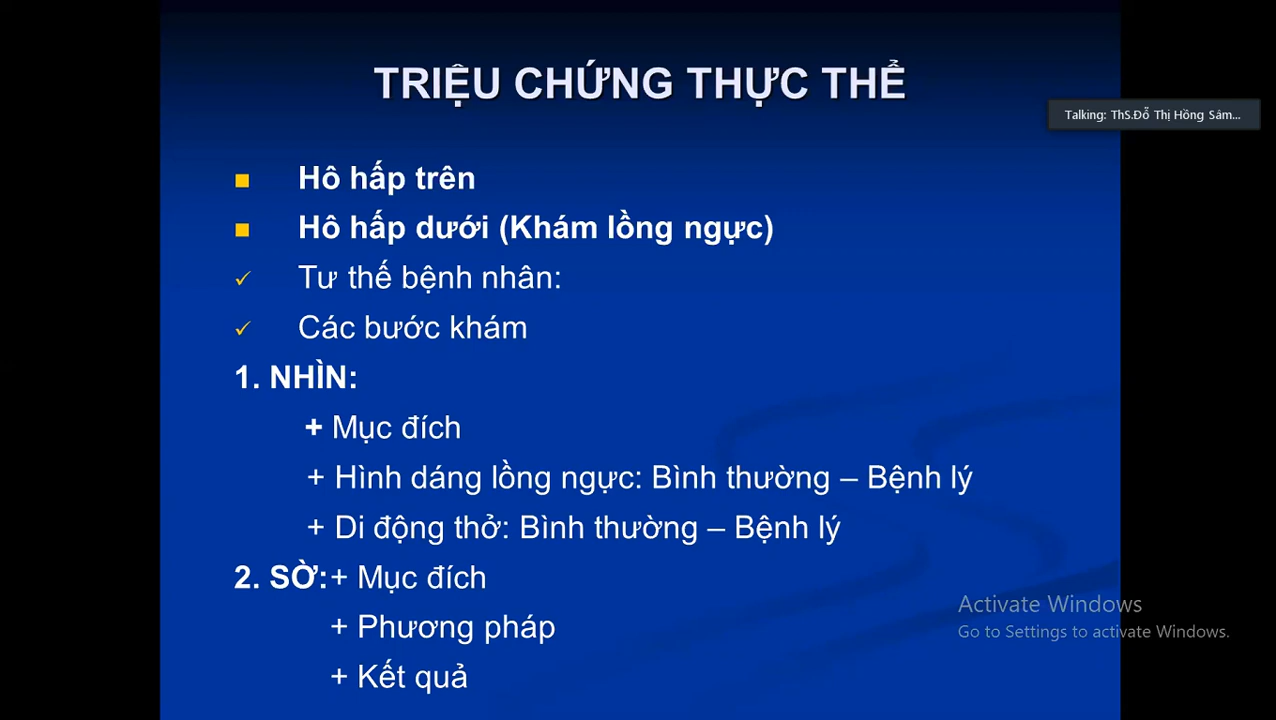 TRIỆU CHỨNG THỰC THỂ
Talking: ThS.Đỗ Thị Hồng Sâm...
Hô hấp trên
Hô hấp dưới (Khám lồng ngực)
Tư thế bệnh nhân:
Các bước khám
1. NHÌN:
+ Mục đích
+ Hình dáng lồng ngực: Bình thường – Bệnh lý
+ Di động thở: Bình thường – Bệnh lý
2. SỜ:+ Mục đích
+ Phương pháp
+ Kết quả
Activate Windows
Go to Settings to activate Windows.